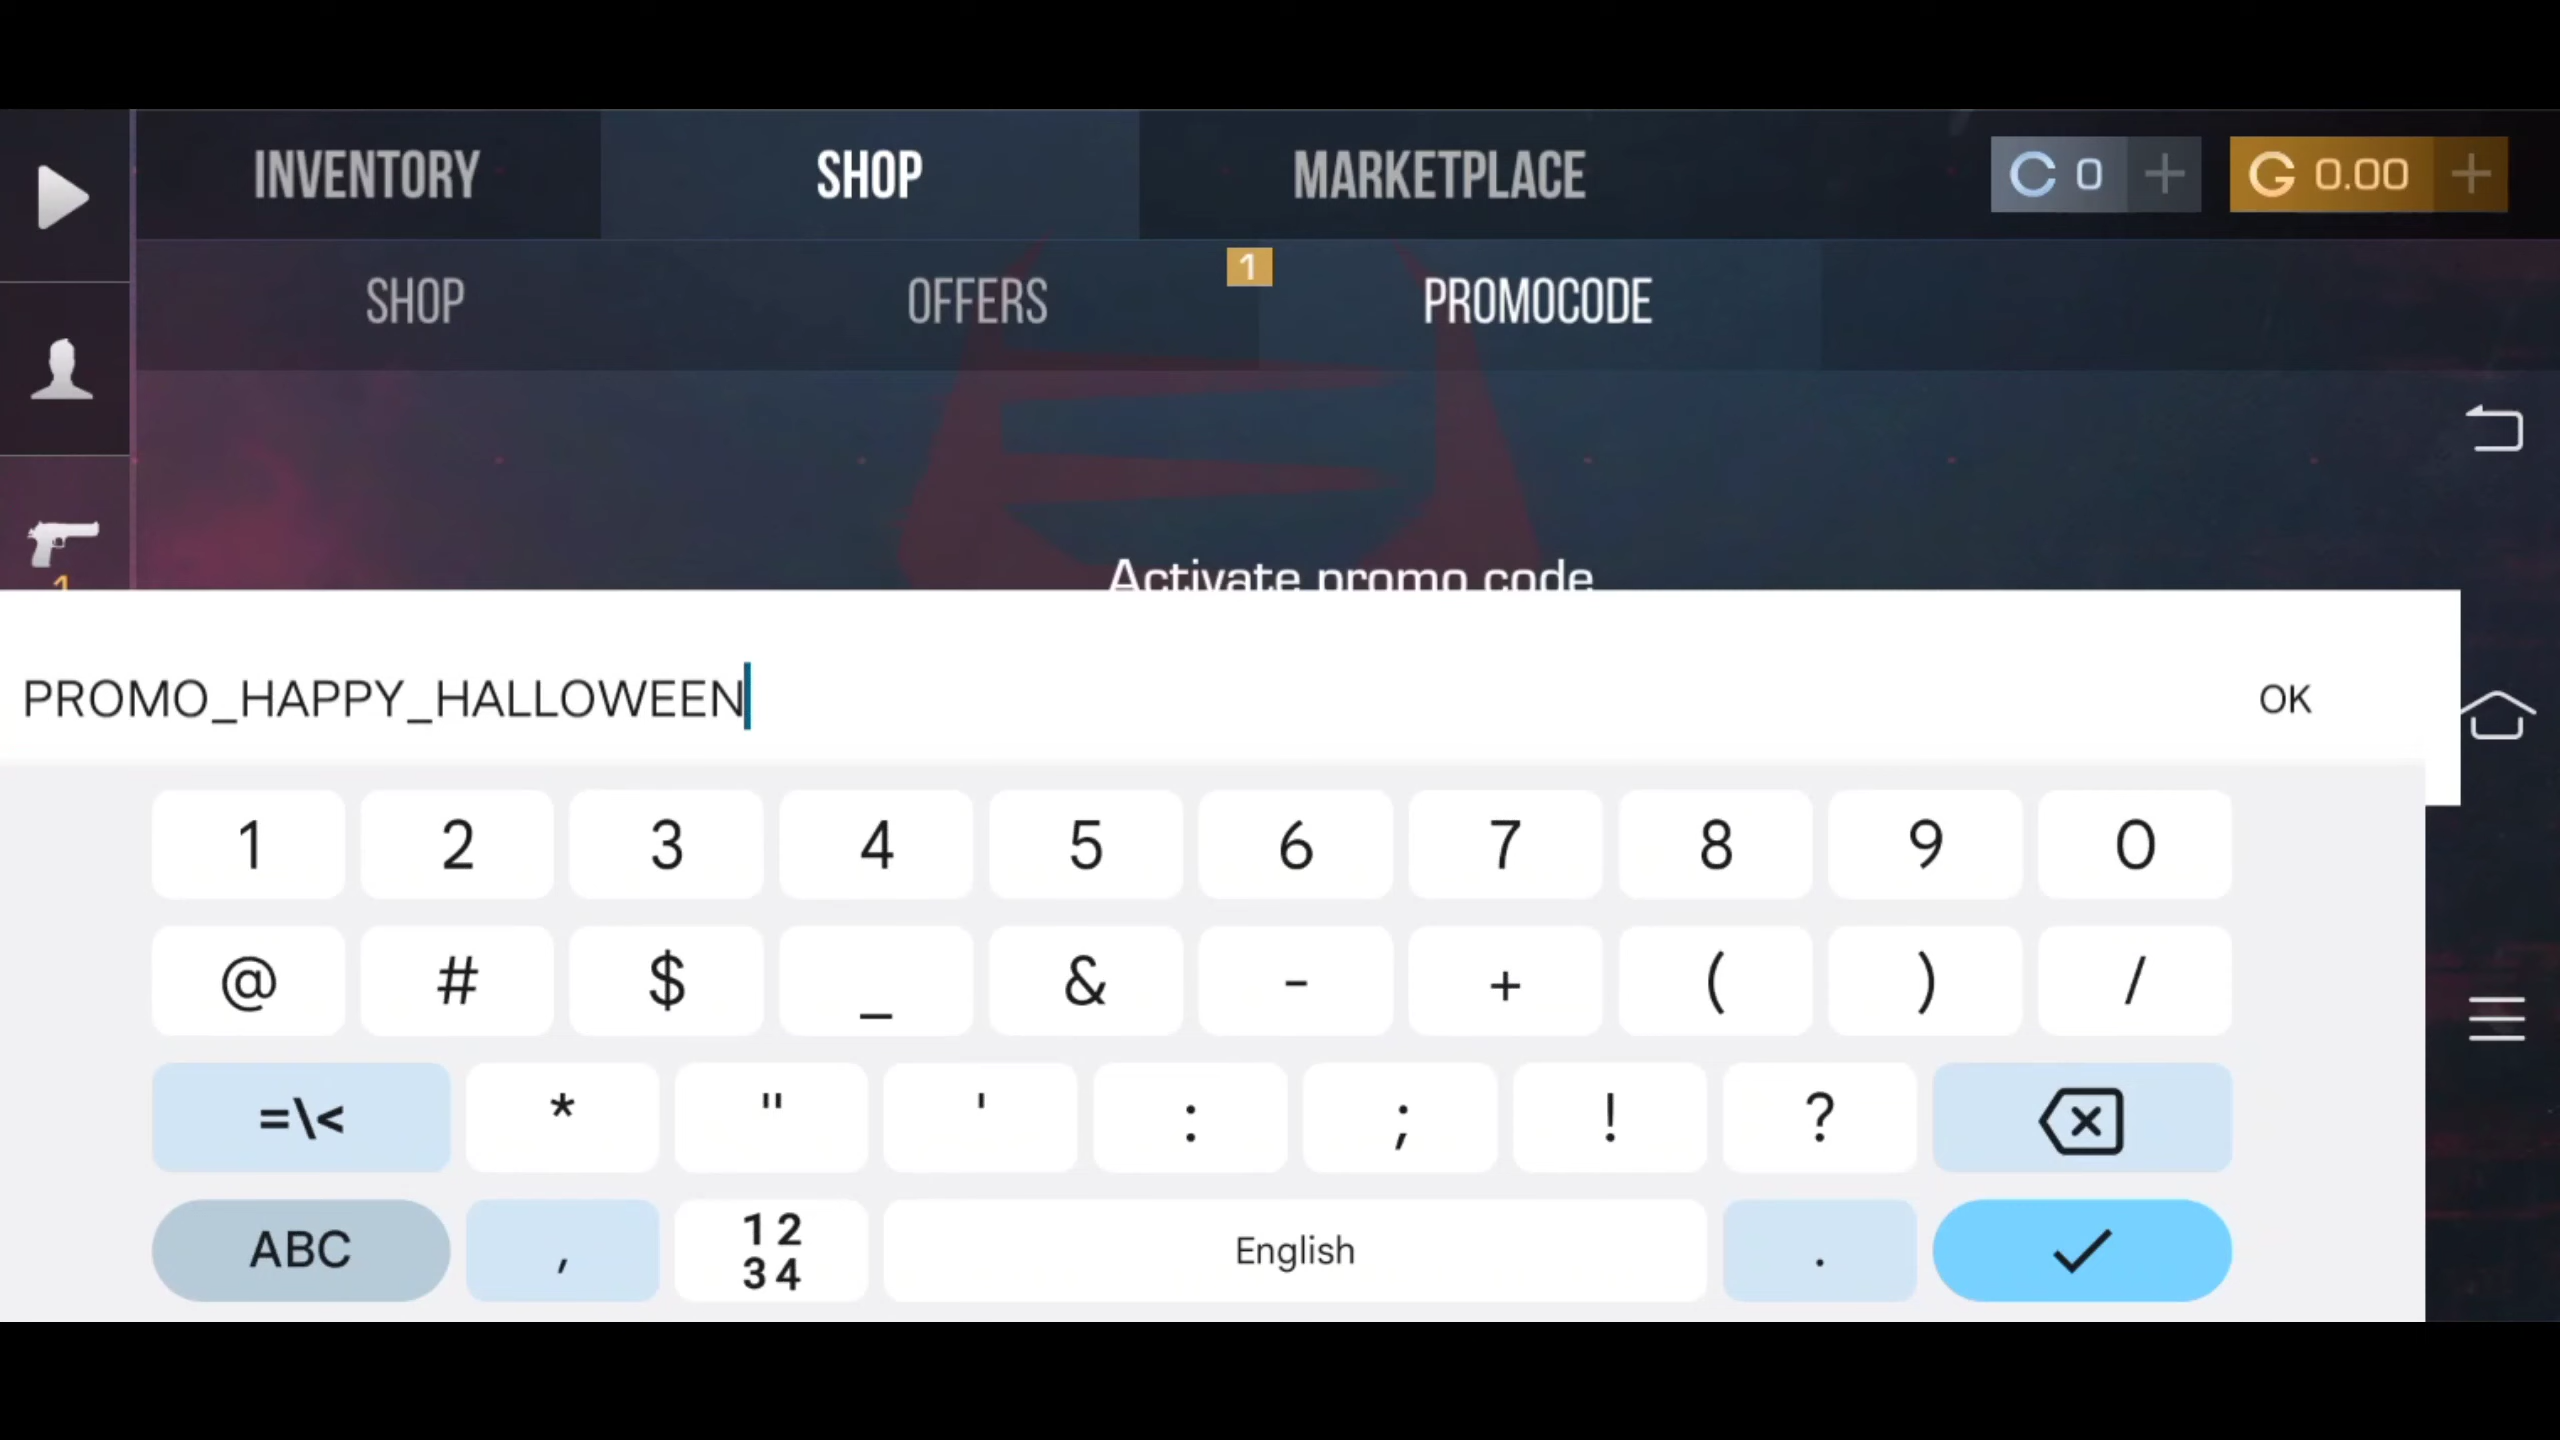 INVENTORY SHOP MARKETPLACE C 0 + G 0.00 +
SHOP OFFERS 1 PROMOCODE
1
Activate promo code
PROMO_HAPPY_HALLOWEEN OK
1 2 3 4 5 6 7 8 9 0
@ # $ _ & - + ( ) /
=\< * " ' : ; ! ?
ABC , 12 34 English .